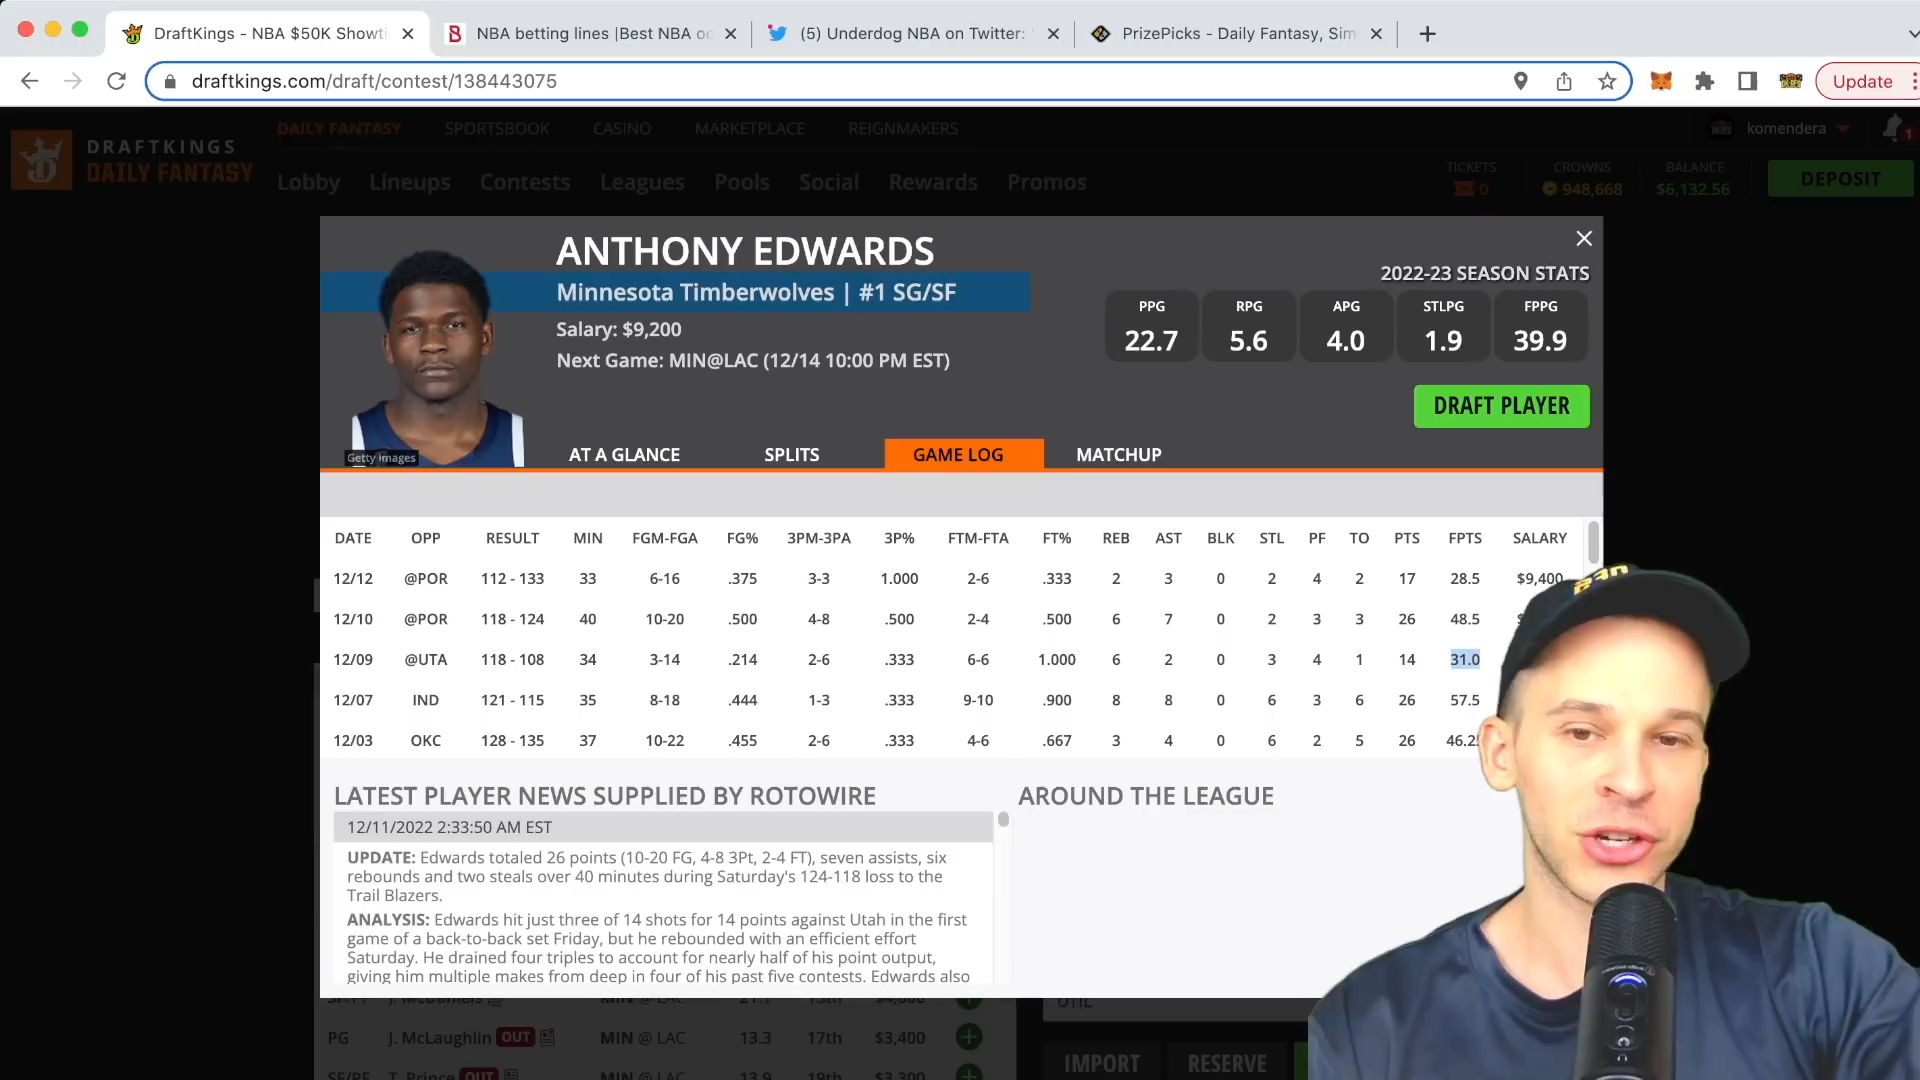 DraftKings - NBA $50K Showti
NBA betting lines |Best NBA od
(5) Underdog NBA on Twitter:
PrizePicks - Daily Fantasy, Sim
draftkings.com/draft/contest/138443075
Update
DRAFTKINGS
DAILY FANTASY
DAILY FANTASY SPORTSBOOK CASINO MARKETPLACE REIGNMAKERS
komendera
1
Lobby Lineups Contests Leagues Pools Social Rewards Promos
TICKETS
0
CROWNS
948,668
BALANCE
$6,132.56
DEPOSIT
ANTHONY EDWARDS
Minnesota Timberwolves | #1 SG/SF
Salary: $9,200
Next Game: MIN@LAC (12/14 10:00 PM EST)
Getty Images
2022-23 SEASON STATS
PPG RPG APG STLPG FPPG
22.7 5.6 4.0 1.9 39.9
DRAFT PLAYER
AT A GLANCE SPLITS GAME LOG MATCHUP
DATE OPP RESULT MIN FGM-FGA FG% 3PM-3PA 3P% FTM-FTA FT% REB AST BLK STL PF TO PTS FPTS SALARY
12/12 @POR 112 - 133 33 6-16 .375 3-3 1.000 2-6 .333 2 3 0 2 4 2 17 28.5 $9,400
12/10 @POR 118 - 124 40 10-20 .500 4-8 .500 2-4 .500 6 7 0 2 3 3 26 48.5
12/09 @UTA 118 - 108 34 3-14 .214 2-6 .333 6-6 1.000 6 2 0 3 4 1 14 31.0
12/07 IND 121 - 115 35 8-18 .444 1-3 .333 9-10 .900 8 8 0 6 3 6 26 57.5
12/03 OKC 128 - 135 37 10-22 .455 2-6 .333 4-6 .667 3 4 0 6 2 5 26 46.2
LATEST PLAYER NEWS SUPPLIED BY ROTOWIRE
12/11/2022 2:33:50 AM EST
UPDATE: Edwards totaled 26 points (10-20 FG, 4-8 3Pt, 2-4 FT), seven assists, six
rebounds and two steals over 40 minutes during Saturday's 124-118 loss to the
Trail Blazers.
ANALYSIS: Edwards hit just three of 14 shots for 14 points against Utah in the first
game of a back-to-back set Friday, but he rebounded with an efficient effort
Saturday. He drained four triples to account for nearly half of his point output,
giving him multiple makes from deep in four of his past five contests. Edwards also
AROUND THE LEAGUE
PG J. McLaughlin OUT MIN @ LAC 13.3 17th $3,400
SF/PF T. Prince OUT MIN @ LAC 13.9 19th $3,300
UTIL
IMPORT RESERVE